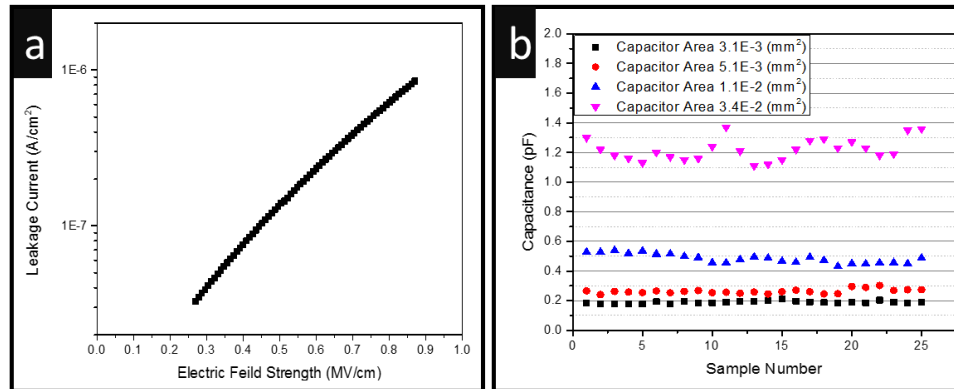 a
Leakage Current (A/cm²)
1E-6
1E-7
0.0 0.1 0.2 0.3 0.4 0.5 0.6 0.7 0.8 0.9 1.0
Electric Feild Strength (MV/cm)
b
Capacitance (pF)
2.0
1.8
1.6
1.4
1.2
1.0
0.8
0.6
0.4
0.2
0.0
Capacitor Area 3.1E-3 (mm²)
Capacitor Area 5.1E-3 (mm²)
Capacitor Area 1.1E-2 (mm²)
Capacitor Area 3.4E-2 (mm²)
0 5 10 15 20 25
Sample Number